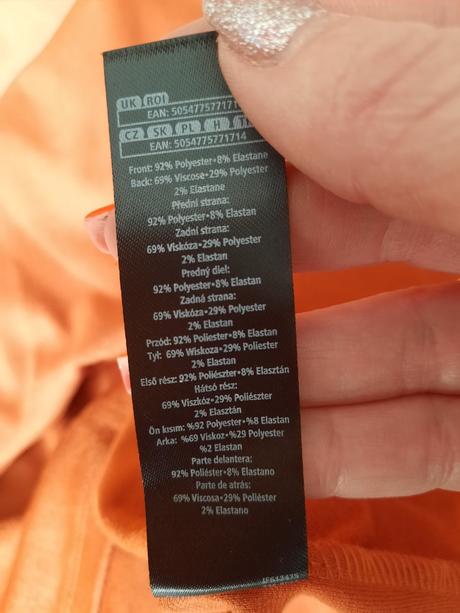 UK ROI
EAN: 505477577171
CZ SK PL H
EAN: 5054775771714
Front: 92% Polyester•8% Elastane
Back: 69% Viscose•29% Polyester
2% Elastane
Přední strana:
92% Polyester•8% Elastan
Zadní strana:
69% Viskóza•29% Polyester
2% Elastan
Predný diel:
92% Polyester•8% Elastan
Zadná strana:
69% Viskóza•29% Polyester
2% Elastan
Przód: 92% Poliester•8% Elastan
Tył: 69% Wiskoza•29% Poliester
2% Elastan
Első rész: 92% Poliészter•8% Elasztán
Hátsó rész:
69% Viszkóz•29% Poliészter
2% Elasztán
Ön kısım: %92 Polyester•%8 Elastan
Arka: %69 Viskoz•%29 Polyester
%2 Elastan
Parte delantera:
92% Poliéster•8% Elastano
Parte de atrás:
69% Viscosa•29% Poliéster
2% Elastano